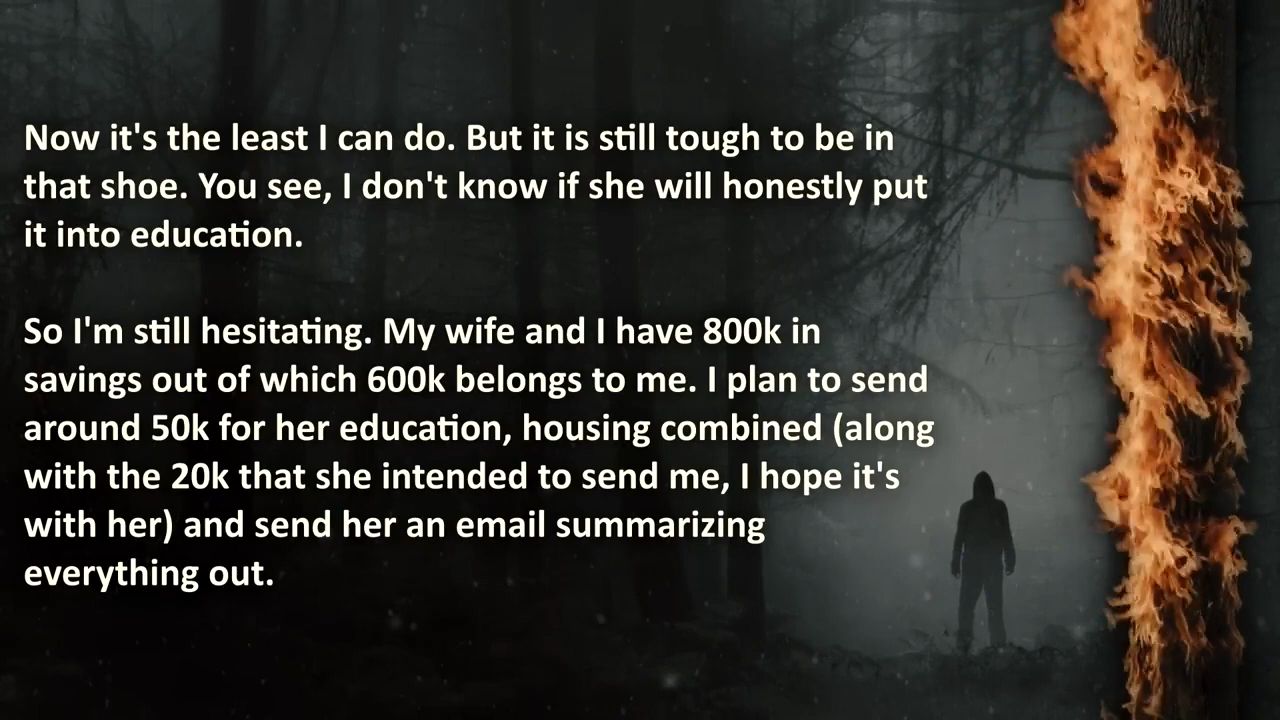 Now it's the least I can do. But it is still tough to be in
that shoe. You see, I don't know if she will honestly put
it into education.
So I'm still hesitating. My wife and I have 800k in
savings out of which 600k belongs to me. I plan to send
around 50k for her education, housing combined (along
with the 20k that she intended to send me, I hope it's
with her) and send her an email summarizing
everything out.